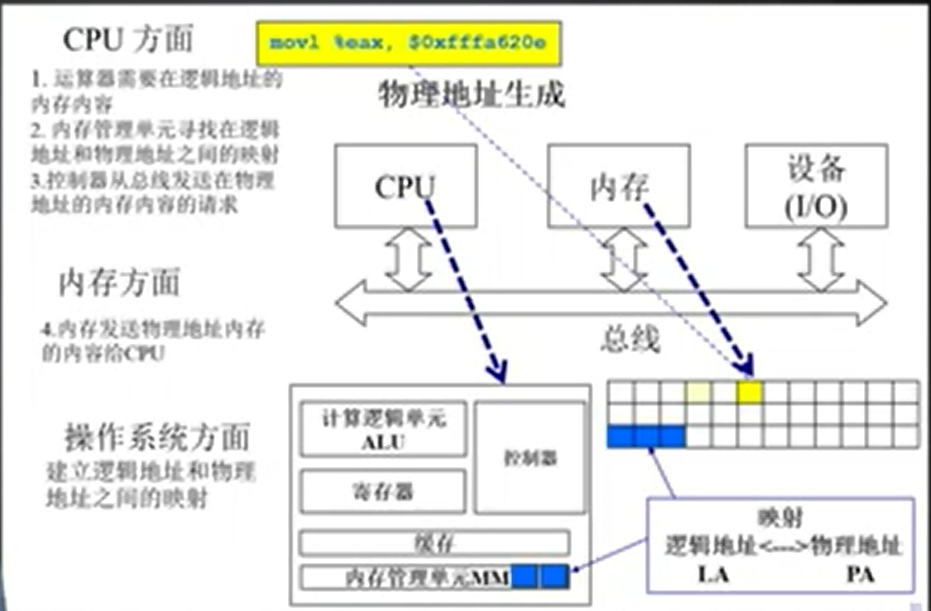 CPU 方面
movl %eax, $0xfffa620e
1. 运算器需要在逻辑地址的
内存内容
2. 内存管理单元寻找在逻辑
地址和物理地址之间的映射
3.控制器从总线发送在物理
地址的内存内容的请求
物理地址生成
CPU
内存
设备
(I/O)
总线
内存方面
4.内存发送物理地址内存
的内容给CPU
操作系统方面
建立逻辑地址和物理
地址之间的映射
计算逻辑单元
ALU
控制器
寄存器
缓存
内存管理单元MM
映射
逻辑地址<--->物理地址
LA PA